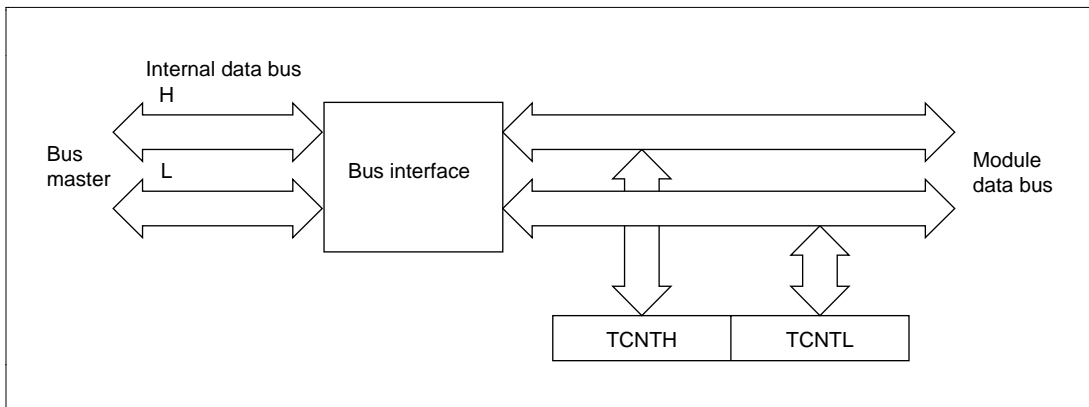 Internal data bus
H
Bus
master
L
Bus interface
Module
data bus
TCNTH
TCNTL